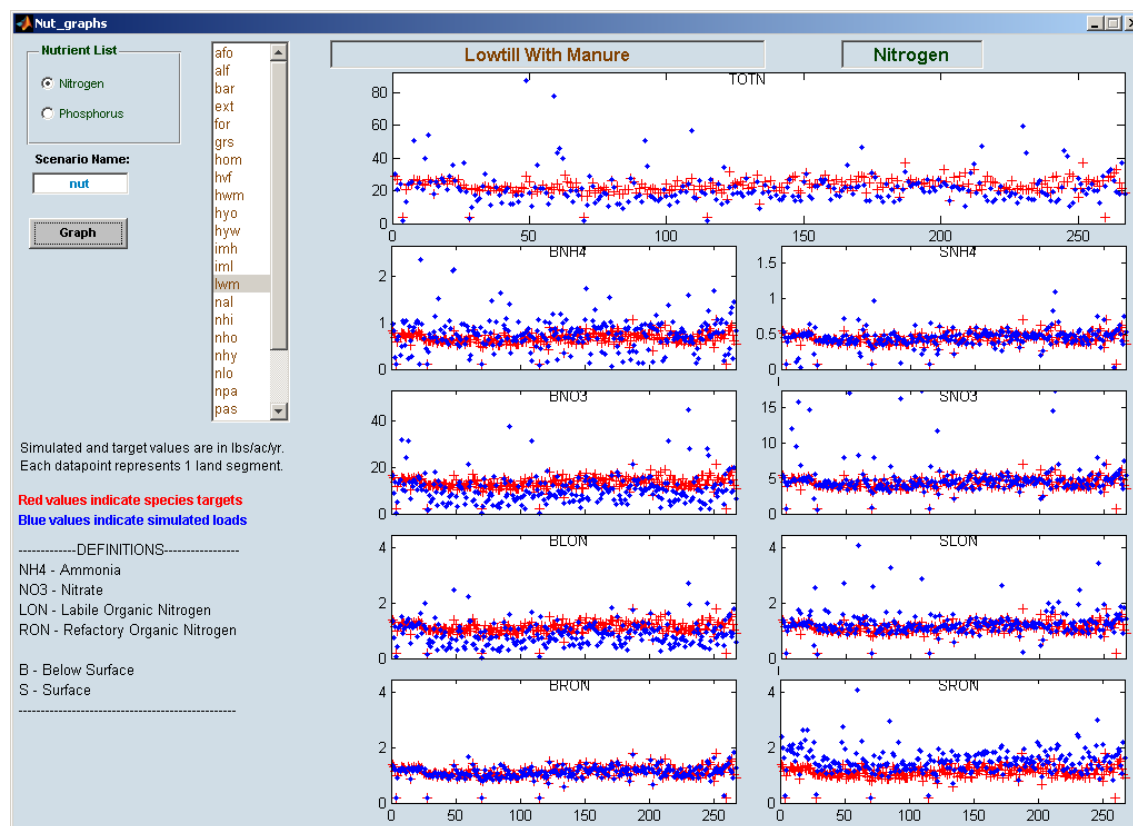 Nut_graphs
Nutrient List
Nitrogen
Phosphorus
Scenario Name:
nut
Graph
afo
alf
bar
ext
for
grs
hom
hvf
hwm
hyo
hyw
imh
iml
lwm
nal
nhi
nho
nhy
nlo
npa
pas
Simulated and target values are in lbs/ac/yr.
Each datapoint represents 1 land segment.
Red values indicate species targets
Blue values indicate simulated loads
-------------DEFINITIONS-----------------
NH4 - Ammonia
NO3 - Nitrate
LON - Labile Organic Nitrogen
RON - Refactory Organic Nitrogen
B - Below Surface
S - Surface
-------------------------------------------------
Lowtill With Manure
Nitrogen
TOTN
80
60
40
20
0
0 50 100 150 200 250
BNH4
2
1
0
SNH4
1.5
1
0.5
0
BNO3
40
20
0
SNO3
15
10
5
0
BLON
4
2
0
SLON
4
2
0
BRON
4
2
0
0 50 100 150 200 250
SRON
4
2
0
0 50 100 150 200 250